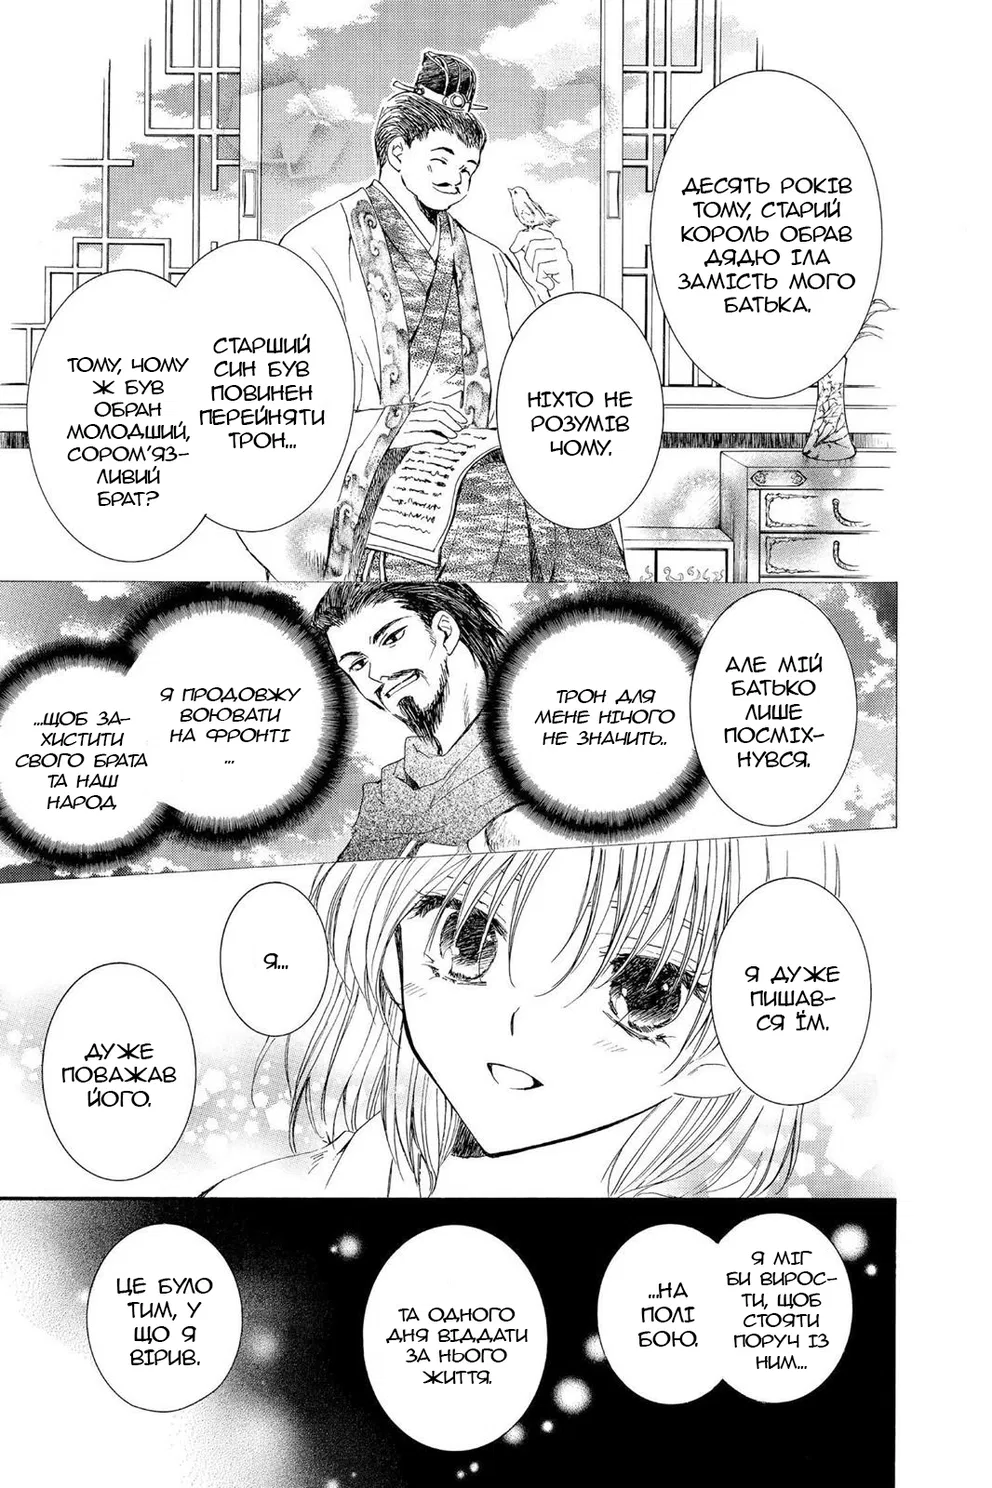 ДЕСЯТЬ РОКІВ
ТОМУ, СТАРИЙ
КОРОЛЬ ОБРАВ
ДЯДЮ ІЛА
ЗАМІСТЬ МОГО
БАТЬКА.
НІХТО НЕ
РОЗУМІВ
ЧОМУ.
СТАРШИЙ
СИН БУВ
ПОВИНЕН
ПЕРЕЙНЯТИ
ТРОН...
ТОМУ, ЧОМУ
Ж БУВ
ОБРАН
МОЛОДШИЙ,
СОРОМ'ЯЗ-
ЛИВИЙ
БРАТ?
АЛЕ МІЙ
БАТЬКО
ЛИШЕ
ПОСМІХ-
НУВСЯ.
ТРОН ДЛЯ
МЕНЕ НІЧОГО
НЕ ЗНАЧИТЬ..
Я ПРОДОВЖУ
ВОЮВАТИ
НА ФРОНТІ
...
...ЩОБ ЗА-
ХИСТИТИ
СВОГО БРАТА
ТА НАШ
НАРОД
Я ДУЖЕ
ПИШАВ-
СЯ ЇМ.
Я...
ДУЖЕ
ПОВАЖАВ
ЙОГО.
Я МІГ
БИ ВИРОС-
ТИ, ЩОБ
СТОЯТИ
ПОРУЧ ІЗ
НИМ...
...НА
ПОЛІ
БОЮ.
ТА ОДНОГО
ДНЯ ВІДДАТИ
ЗА НЬОГО
ЖИТТЯ.
ЦЕ БУЛО
ТИМ, У
ЩО Я
ВІРИВ.